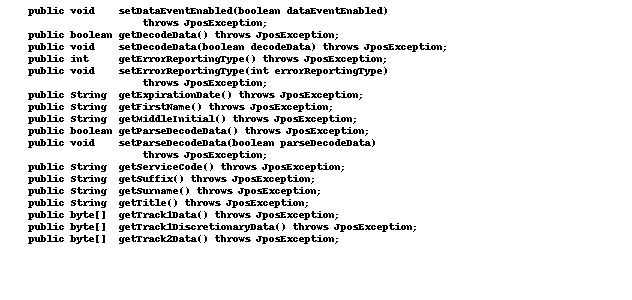 public void    setDataEventEnabled(boolean dataEventEnabled)
                   throws JposException;
public boolean getDecodeData() throws JposException;
public void    setDecodeData(boolean decodeData) throws JposException;
public int     getErrorReportingType() throws JposException;
public void    setErrorReportingType(int errorReportingType)
                   throws JposException;
public String  getExpirationDate() throws JposException;
public String  getFirstName() throws JposException;
public String  getMiddleInitial() throws JposException;
public boolean getParseDecodeData() throws JposException;
public void    setParseDecodeData(boolean parseDecodeData)
                   throws JposException;
public String  getServiceCode() throws JposException;
public String  getSuffix() throws JposException;
public String  getSurname() throws JposException;
public String  getTitle() throws JposException;
public byte[]  getTrack1Data() throws JposException;
public byte[]  getTrack1DiscretionaryData() throws JposException;
public byte[]  getTrack2Data() throws JposException;